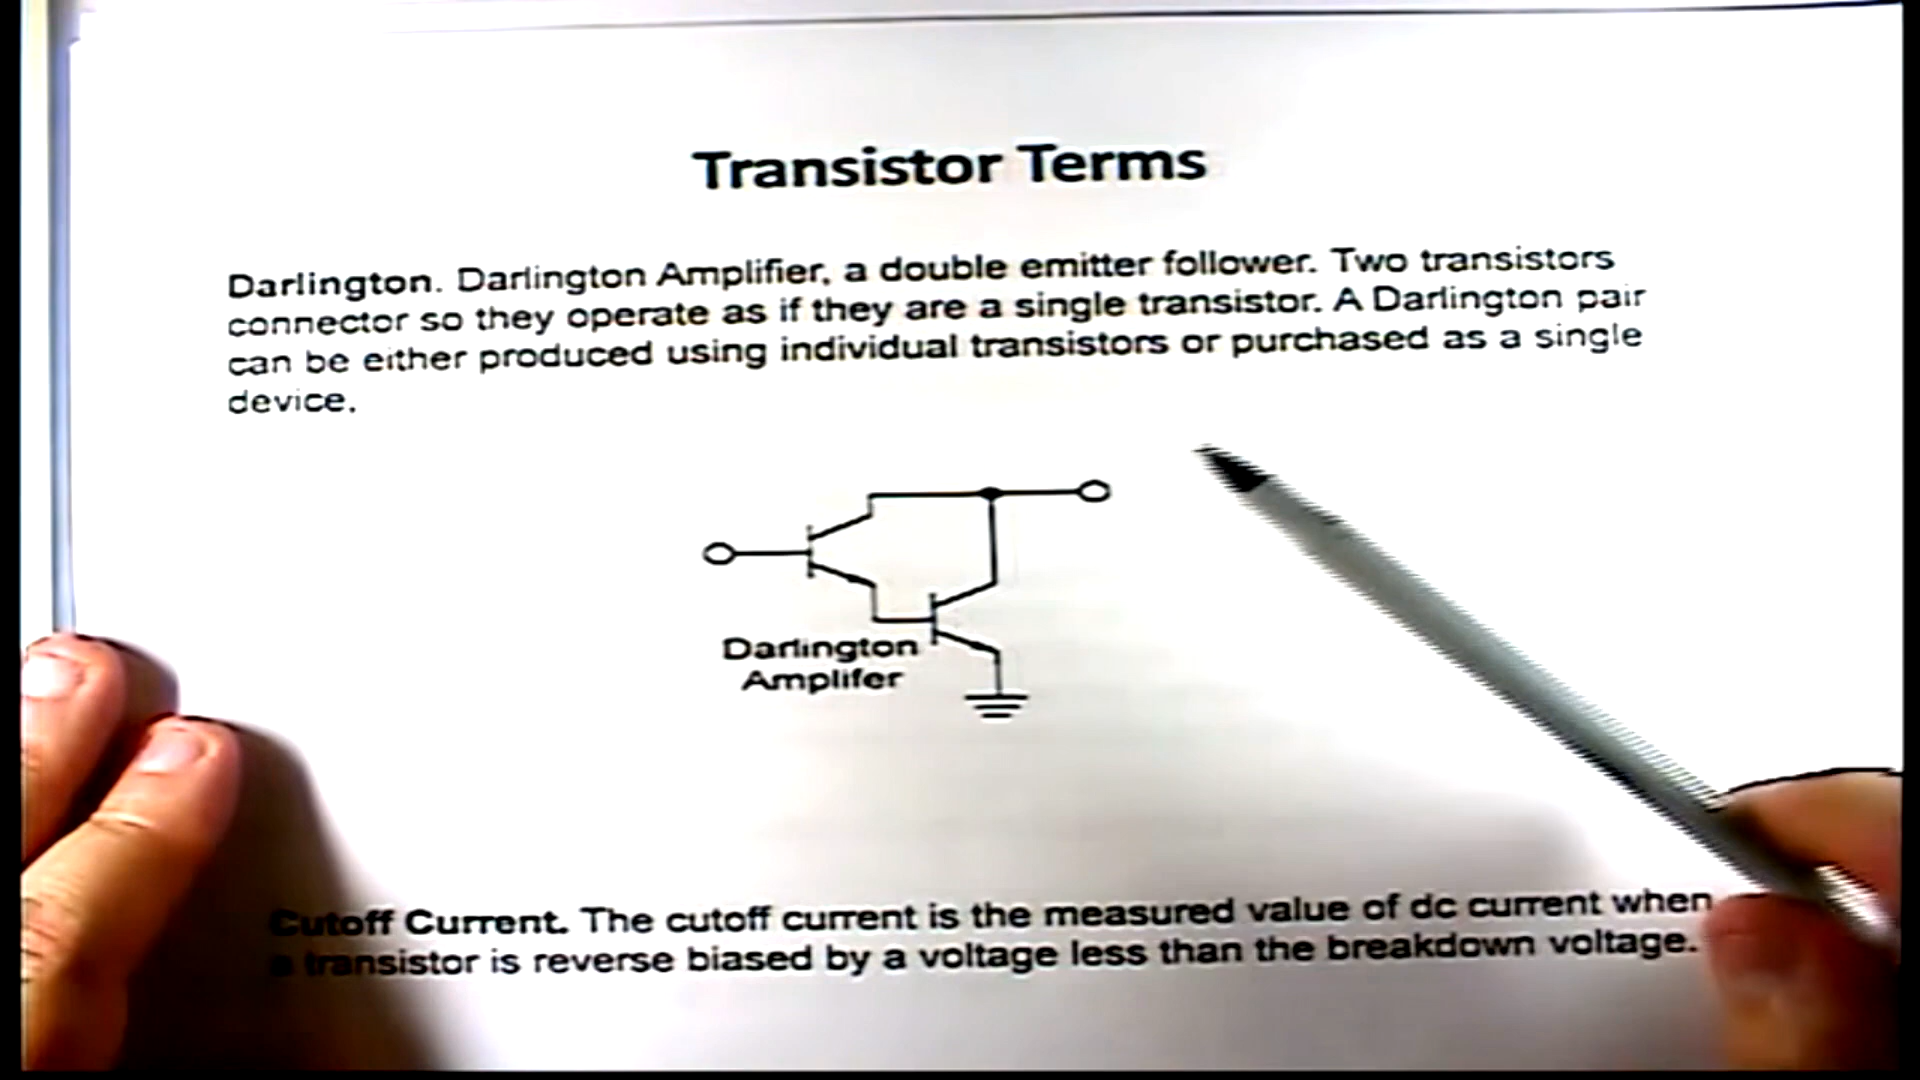 Transistor Terms
Darlington. Darlington Amplifier, a double emitter follower. Two transistors
connector so they operate as if they are a single transistor. A Darlington pair
can be either produced using individual transistors or purchased as a single
device.
Darlington
Amplifer
Cutoff Current. The cutoff current is the measured value of dc current when
a transistor is reverse biased by a voltage less than the breakdown voltage.